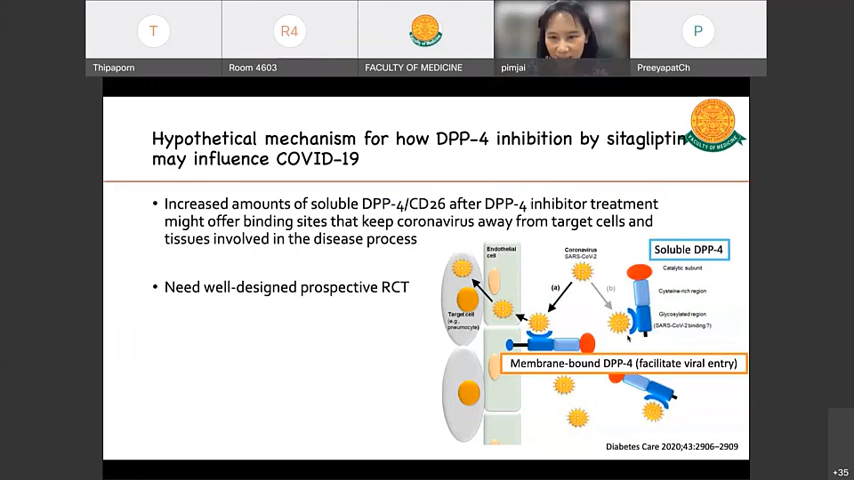 T
R4
P
Thipaporn
Room 4603
FACULTY OF MEDICINE
pimjai
PreeyapatCh
Hypothetical mechanism for how DPP-4 inhibition by sitagliptin
may influence COVID-19
FACULTY OF MEDICINE
• Increased amounts of soluble DPP-4/CD26 after DPP-4 inhibitor treatment
might offer binding sites that keep coronavirus away from target cells and
tissues involved in the disease process
• Need well-designed prospective RCT
Endothelial
cell
Coronavirus
SARS-CoV-2
Soluble DPP-4
Catalytic subunit
(a)
(b)
Cysteine-rich region
Glycosylated region
(SARS-CoV-2 binding ?)
Target cell
(e.g.,
pneumocyte)
Membrane-bound DPP-4 (facilitate viral entry)
Diabetes Care 2020;43:2906–2909
+35